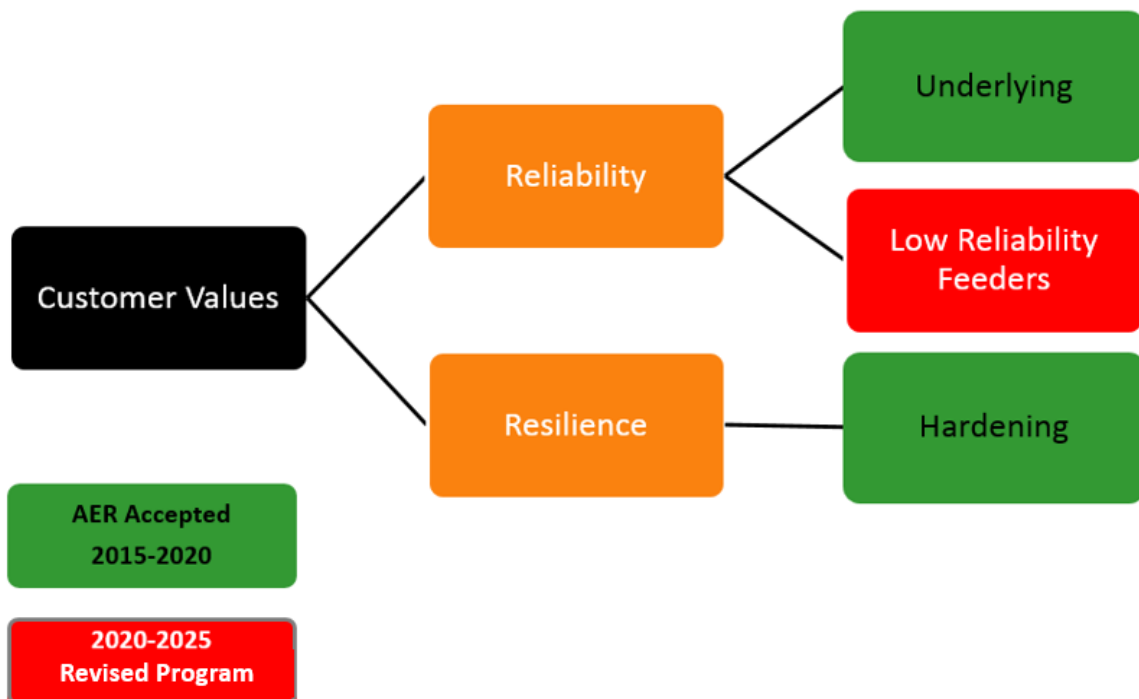 Underlying
Reliability
Low Reliability
Feeders
Customer Values
Resilience
Hardening
AER Accepted
2015-2020
2020-2025
Revised Program